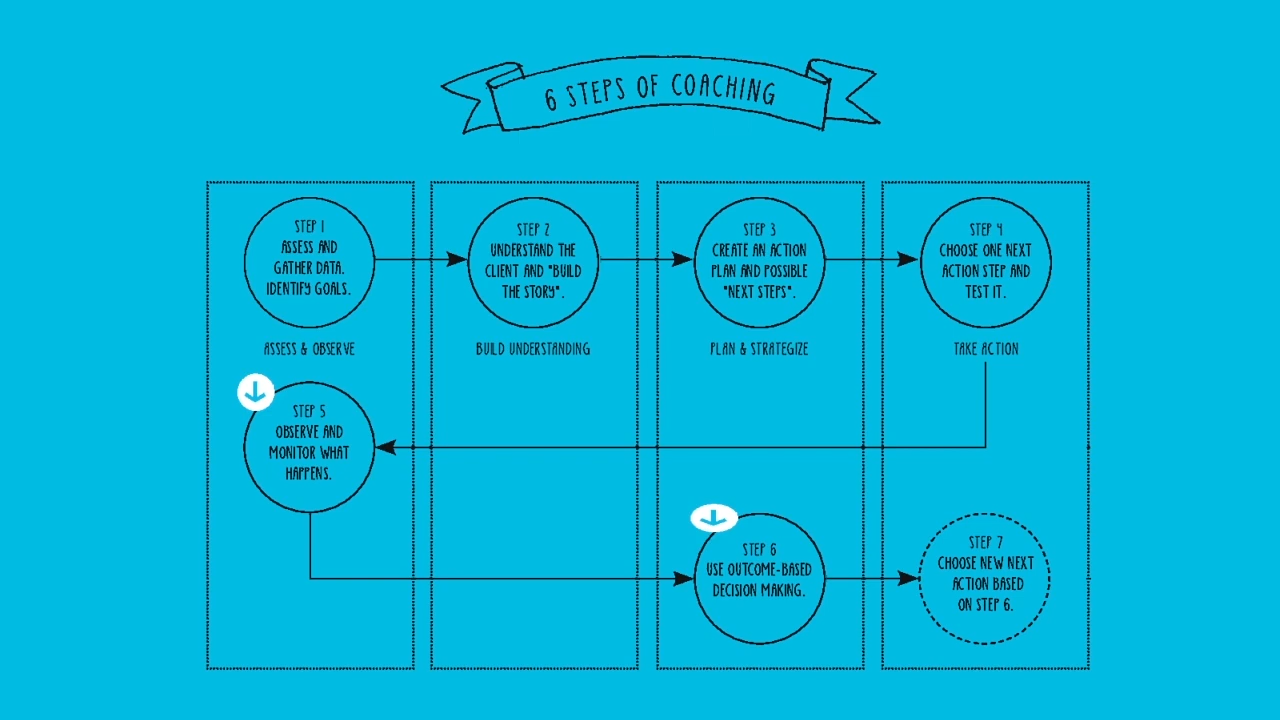 6 STEPS OF COACHING
STEP 1
ASSESS AND
GATHER DATA.
IDENTIFY GOALS.
ASSESS & OBSERVE
STEP 2
UNDERSTAND THE
CLIENT AND "BUILD
THE STORY".
BUILD UNDERSTANDING
STEP 3
CREATE AN ACTION
PLAN AND POSSIBLE
"NEXT STEPS".
PLAN & STRATEGIZE
STEP 4
CHOOSE ONE NEXT
ACTION STEP AND
TEST IT.
TAKE ACTION
STEP 5
OBSERVE AND
MONITOR WHAT
HAPPENS.
STEP 6
USE OUTCOME-BASED
DECISION MAKING.
STEP 7
CHOOSE NEW NEXT
ACTION BASED
ON STEP 6.